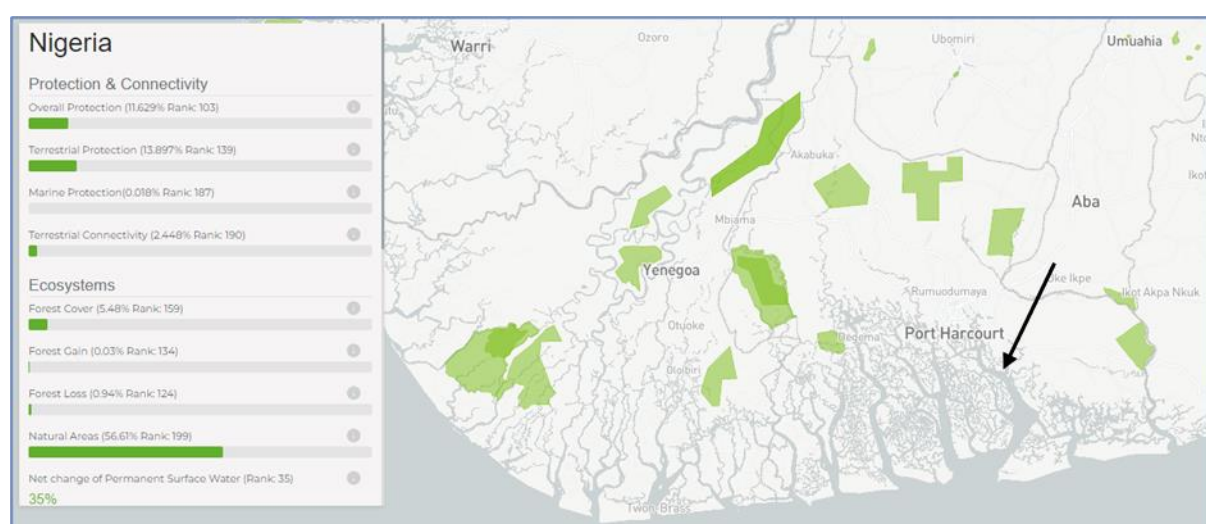 Nigeria
Protection & Connectivity
Overall Protection (11.629% Rank: 103)
Terrestrial Protection (13.897% Rank: 139)
Marine Protection(0.018% Rank: 187)
Terrestrial Connectivity (2.448% Rank: 190)
Ecosystems
Forest Cover (5.48% Rank: 159)
Forest Gain (0.03% Rank: 134)
Forest Loss (0.94% Rank: 124)
Natural Areas (56.61% Rank: 199)
Net change of Permanent Surface Water (Rank: 35)
35%
Warri
Ozoro
Ubomiri
Umuahia
Akabuka
Aba
Mbiama
Yenegoa
Oke Ikpe
Ikot Akpa Nkuk
Rumuodumaya
Otuoke
Degema
Port Harcourt
Oloibiri
Twon-Brass